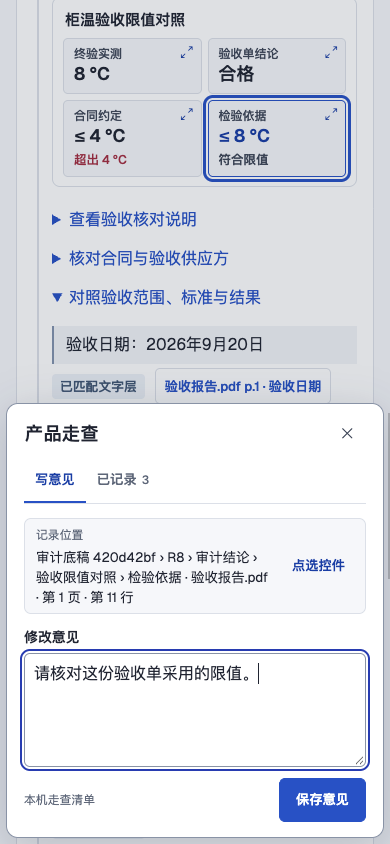 柜温验收限值对照
终验实测
8 °C
验收单结论
合格
合同约定
≤ 4 °C
超出 4 °C
检验依据
≤ 8 °C
符合限值
查看验收核对说明
核对合同与验收供应方
对照验收范围、标准与结果
验收日期：2026年9月20日
已匹配文字层
验收报告.pdf p.1 · 验收日期
产品走查
写意见
已记录 3
记录位置
审计底稿 420d42bf › R8 › 审计结论 ›
验收限值对照 › 检验依据 · 验收报告.pdf
· 第 1 页 · 第 11 行
点选控件
修改意见
请核对这份验收单采用的限值。
本机走查清单
保存意见